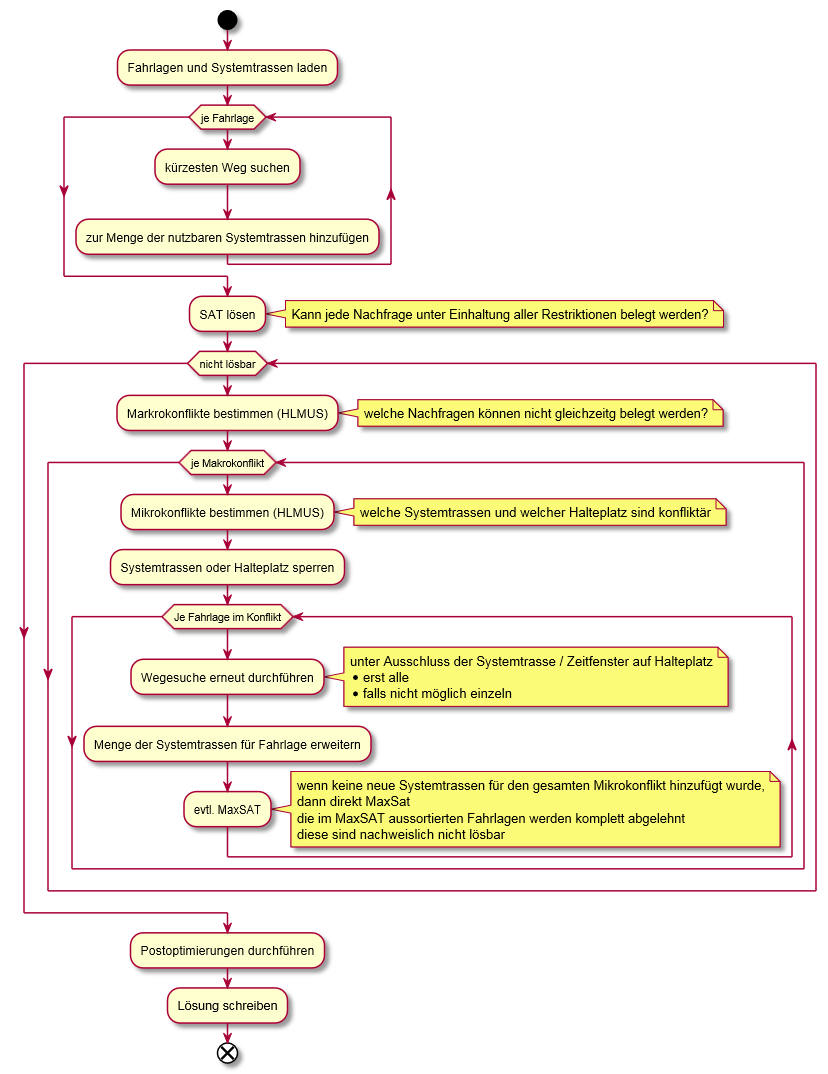 Fahrlagen und Systemtrassen laden
je Fahrlage
kürzesten Weg suchen
zur Menge der nutzbaren Systemtrassen hinzufügen
SAT lösen
Kann jede Nachfrage unter Einhaltung aller Restriktionen belegt werden?
nicht lösbar
Markrokonflikte bestimmen (HLMUS)
welche Nachfragen können nicht gleichzeitg belegt werden?
je Makrokonflikt
Mikrokonflikte bestimmen (HLMUS)
welche Systemtrassen und welcher Halteplatz sind konfliktär
Systemtrassen oder Halteplatz sperren
Je Fahrlage im Konflikt
Wegesuche erneut durchführen
unter Ausschluss der Systemtrasse / Zeitfenster auf Halteplatz
• erst alle
• falls nicht möglich einzeln
Menge der Systemtrassen für Fahrlage erweitern
evtl. MaxSAT
wenn keine neue Systemtrassen für den gesamten Mikrokonflikt hinzufügt wurde,
dann direkt MaxSat
die im MaxSAT aussortierten Fahrlagen werden komplett abgelehnt
diese sind nachweislich nicht lösbar
Postoptimierungen durchführen
Lösung schreiben